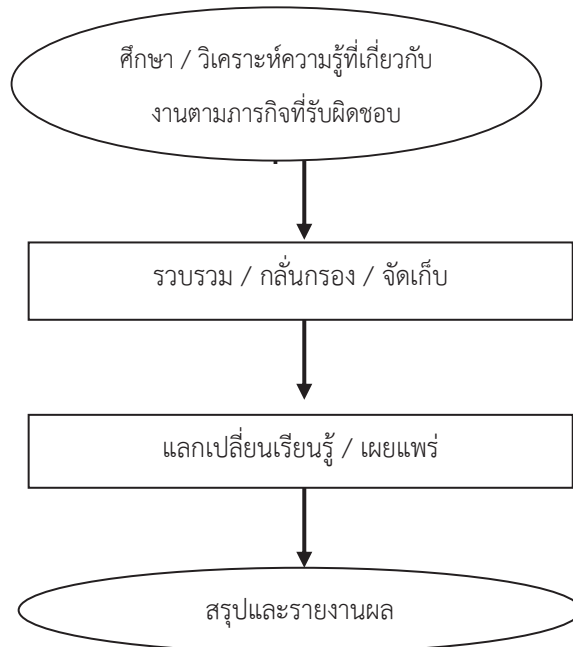 ศึกษา / วิเคราะห์ความรู้ที่เกี่ยวกับ
งานตามภารกิจที่รับผิดชอบ
รวบรวม / กลั่นกรอง / จัดเก็บ
แลกเปลี่ยนเรียนรู้ / เผยแพร่
สรุปและรายงานผล